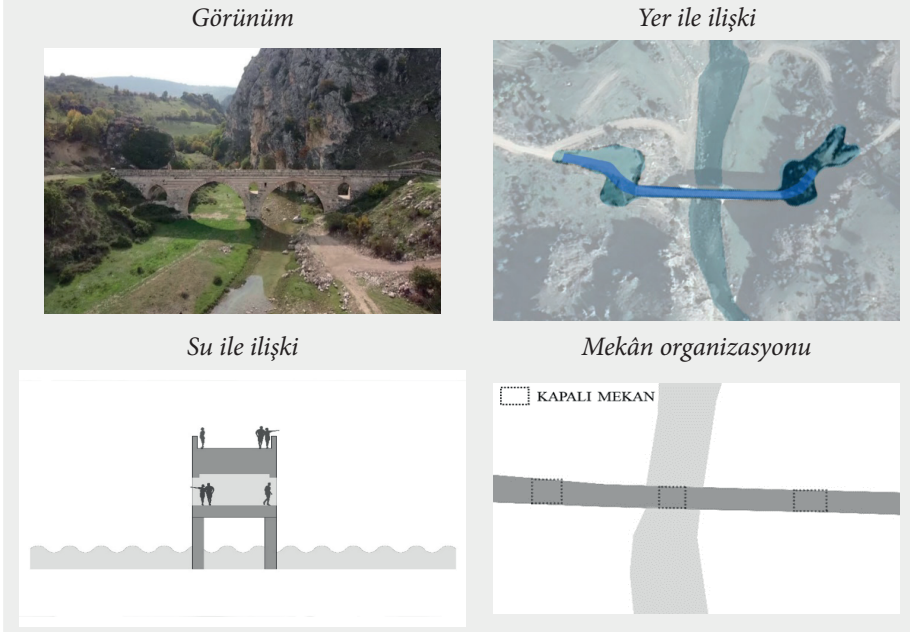 Görünüm
Yer ile ilişki
Su ile ilişki
Mekân organizasyonu
KAPALI MEKAN